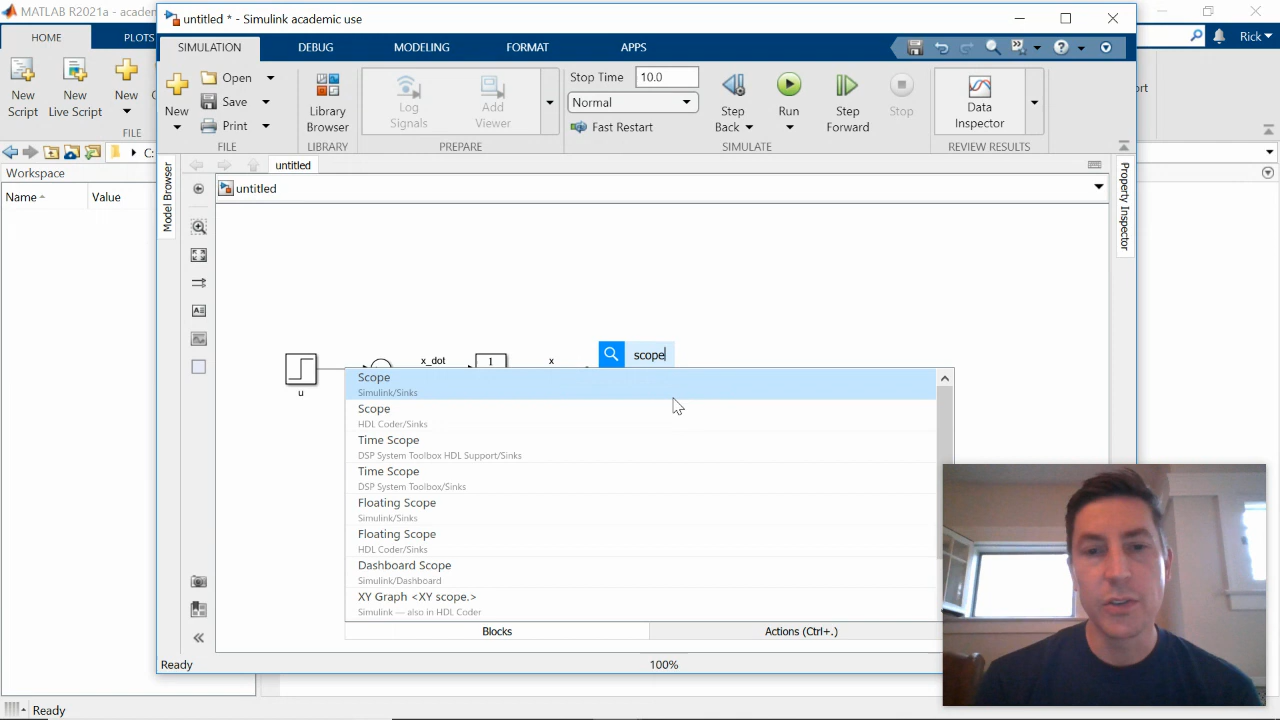 MATLAB R2021a - academ
untitled * - Simulink academic use
HOME
PLOTS
SIMULATION
DEBUG
MODELING
FORMAT
APPS
Rick
New Script
New Live Script
New
FILE
New
Open
Save
Print
FILE
Library Browser
LIBRARY
Log Signals
Add Viewer
PREPARE
Stop Time 10.0
Normal
Fast Restart
Step Back
Run
Step Forward
Stop
SIMULATE
Data Inspector
REVIEW RESULTS
ort
C:
untitled
Workspace
Name
Value
Model Browser
untitled
Property Inspector
scope
x_dot
1
x
u
Scope
Simulink/Sinks
Scope
HDL Coder/Sinks
Time Scope
DSP System Toolbox HDL Support/Sinks
Time Scope
DSP System Toolbox/Sinks
Floating Scope
Simulink/Sinks
Floating Scope
HDL Coder/Sinks
Dashboard Scope
Simulink/Dashboard
XY Graph <XY scope.>
Simulink — also in HDL Coder
Blocks
Actions (Ctrl+.)
Ready
100%
Ready